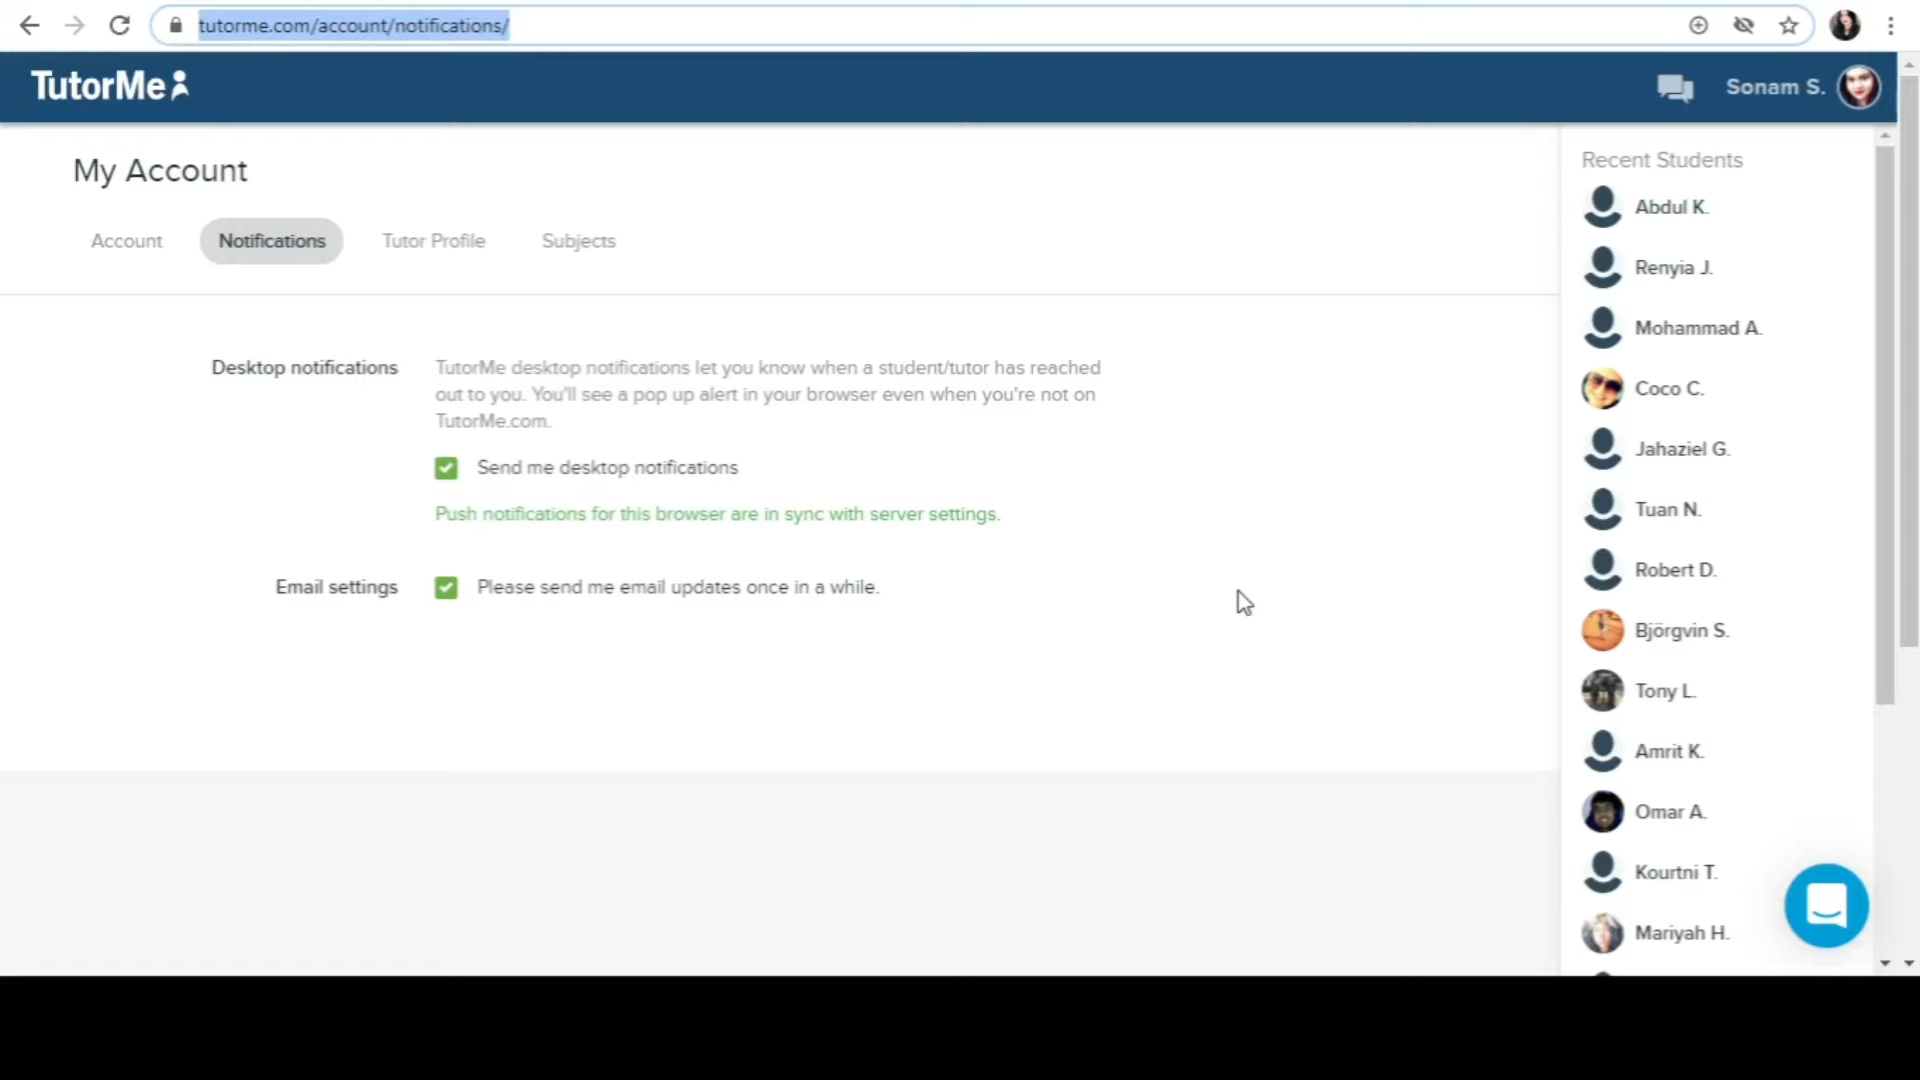 tutorme.com/account/notifications/
TutorMe
Sonam S.
My Account
Account Notifications Tutor Profile Subjects
Desktop notifications
TutorMe desktop notifications let you know when a student/tutor has reached
out to you. You'll see a pop up alert in your browser even when you're not on
TutorMe.com.
Send me desktop notifications
Push notifications for this browser are in sync with server settings.
Email settings
Please send me email updates once in a while.
Recent Students
Abdul K.
Renyia J.
Mohammad A.
Coco C.
Jahaziel G.
Tuan N.
Robert D.
Björgvin S.
Tony L.
Amrit K.
Omar A.
Kourtni T.
Mariyah H.